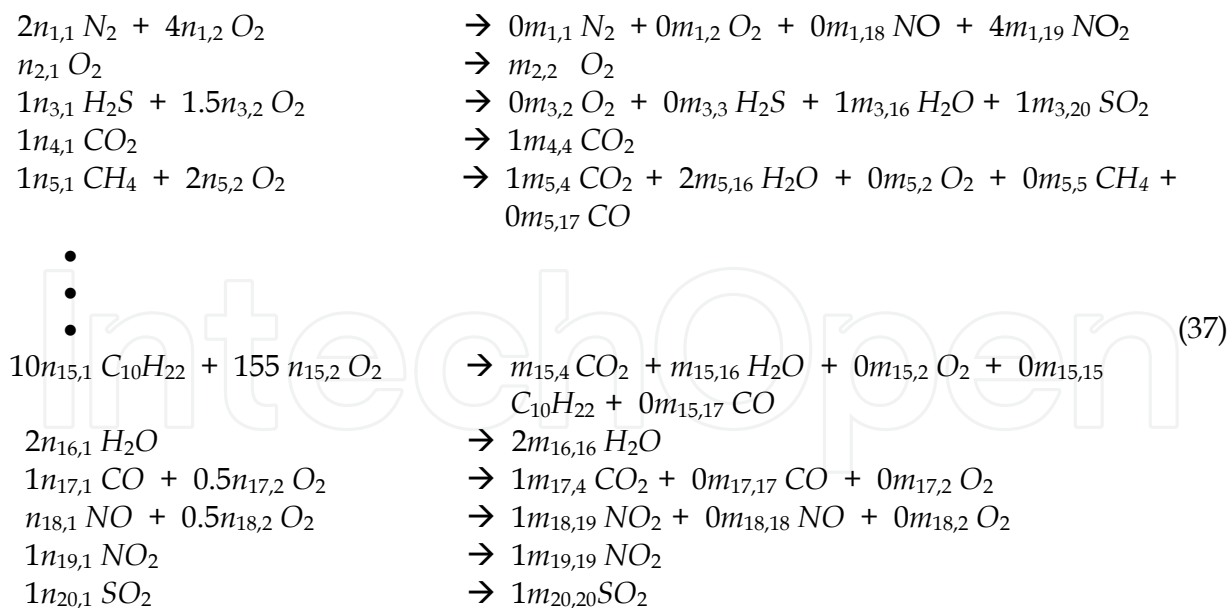 2n₁,₁ N₂ + 4n₁,₂ O₂ → 0m₁,₁ N₂ + 0m₁,₂ O₂ + 0m₁,₁₈ NO + 4m₁,₁₉ NO₂
n₂,₁ O₂ → m₂,₂ O₂
1n₃,₁ H₂S + 1.5n₃,₂ O₂ → 0m₃,₂ O₂ + 0m₃,₃ H₂S + 1m₃,₁₆ H₂O + 1m₃,₂₀ SO₂
1n₄,₁ CO₂ → 1m₄,₄ CO₂
1n₅,₁ CH₄ + 2n₅,₂ O₂ → 1m₅,₄ CO₂ + 2m₅,₁₆ H₂O + 0m₅,₂ O₂ + 0m₅,₅ CH₄ +
0m₅,₁₇ CO
•
•
•
IntechOpen
(37)
10n₁₅,₁ C₁₀H₂₂ + 155 n₁₅,₂ O₂ → m₁₅,₄ CO₂ + m₁₅,₁₆ H₂O + 0m₁₅,₂ O₂ + 0m₁₅,₁₅
C₁₀H₂₂ + 0m₁₅,₁₇ CO
2n₁₆,₁ H₂O → 2m₁₆,₁₆ H₂O
1n₁₇,₁ CO + 0.5n₁₇,₂ O₂ → 1m₁₇,₄ CO₂ + 0m₁₇,₁₇ CO + 0m₁₇,₂ O₂
n₁₈,₁ NO + 0.5n₁₈,₂ O₂ → 1m₁₈,₁₉ NO₂ + 0m₁₈,₁₈ NO + 0m₁₈,₂ O₂
1n₁₉,₁ NO₂ → 1m₁₉,₁₉ NO₂
1n₂₀,₁ SO₂ → 1m₂₀,₂₀SO₂